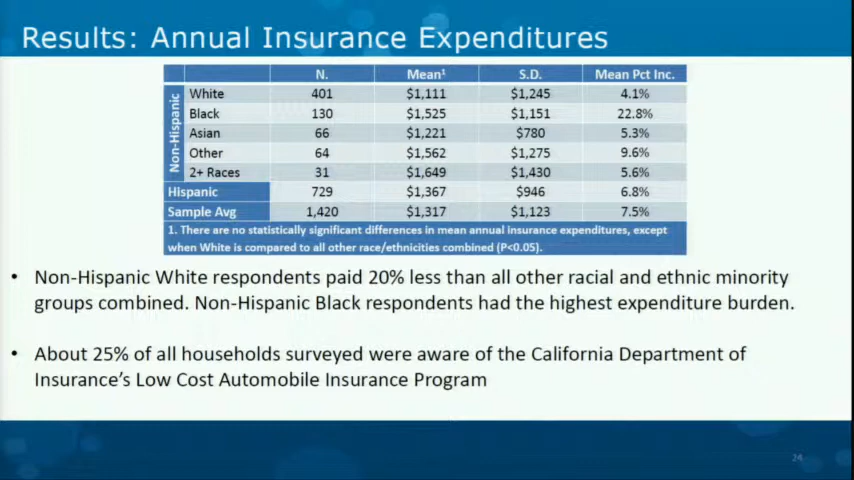 Results: Annual Insurance Expenditures
N. Mean¹ S.D. Mean Pct Inc.
Non-Hispanic
White 401 $1,111 $1,245 4.1%
Black 130 $1,525 $1,151 22.8%
Asian 66 $1,221 $780 5.3%
Other 64 $1,562 $1,275 9.6%
2+ Races 31 $1,649 $1,430 5.6%
Hispanic 729 $1,367 $946 6.8%
Sample Avg 1,420 $1,317 $1,123 7.5%
1. There are no statistically significant differences in mean annual insurance expenditures, except
when White is compared to all other race/ethnicities combined (P<0.05).
• Non-Hispanic White respondents paid 20% less than all other racial and ethnic minority
groups combined. Non-Hispanic Black respondents had the highest expenditure burden.
• About 25% of all households surveyed were aware of the California Department of
Insurance's Low Cost Automobile Insurance Program
24